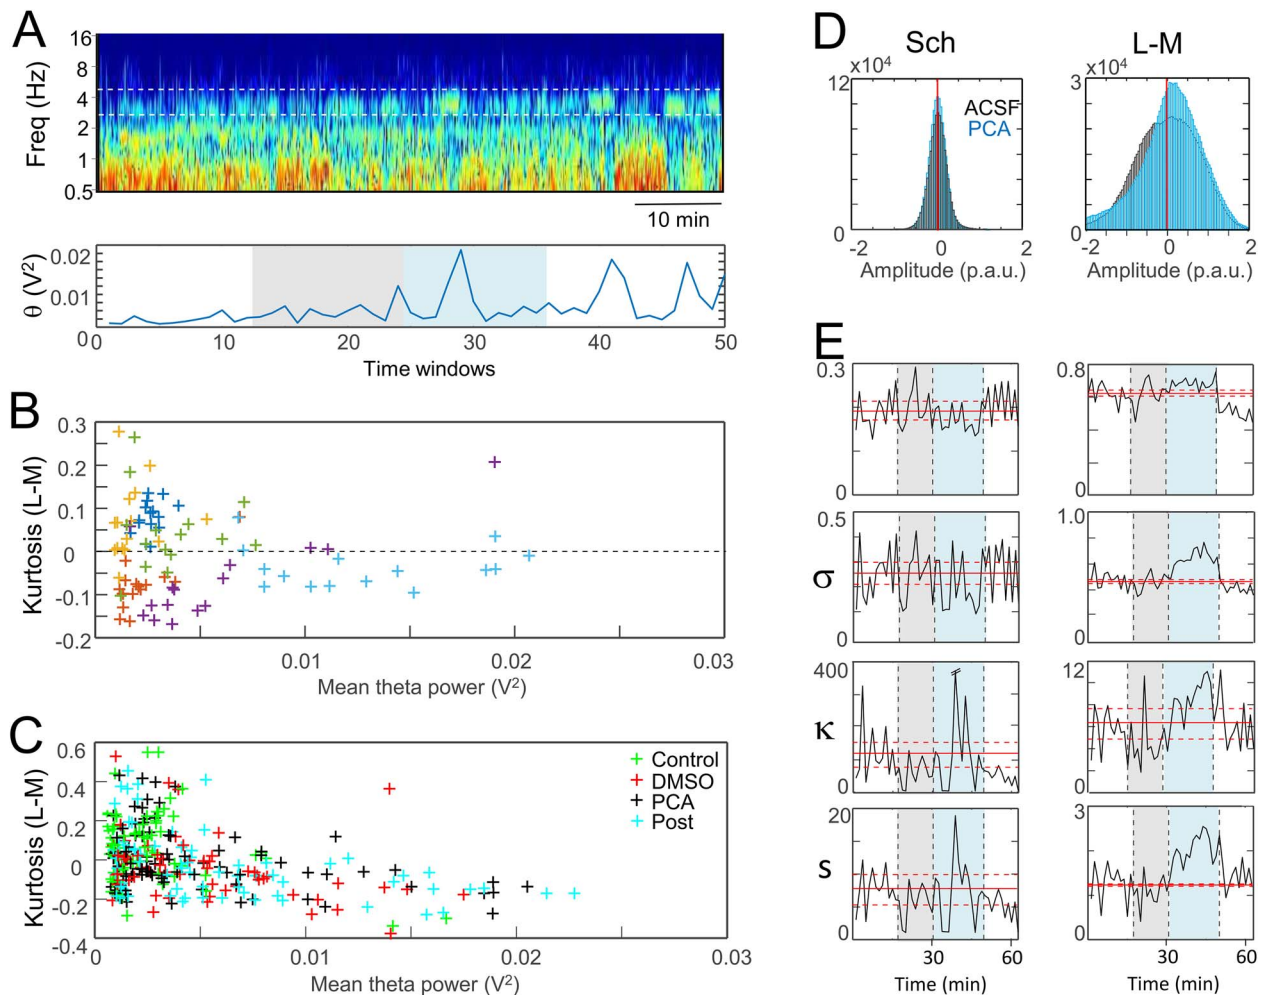 A
16
8
4
2
1
0.5
Freq (Hz)
10 min
0.02
0.01
0
θ (V²)
0 10 20 30 40 50
Time windows
B
0.3
0.2
0.1
0
-0.1
-0.2
Kurtosis (L-M)
0.01 0.02 0.03
Mean theta power (V²)
C
0.6
0.4
0.2
0
-0.2
-0.4
Kurtosis (L-M)
Control
DMSO
PCA
Post
0 0.01 0.02 0.03
Mean theta power (V²)
D
Sch
x10⁴
12
0
ACSF
PCA
-2 0 2
Amplitude (p.a.u.)
L-M
x10⁴
3
0
-2 0 2
Amplitude (p.a.u.)
E
0.3
0
0.8
0
σ
0.5
0
1.0
0
κ
400
0
12
0
s
20
0
3
0
30 60
Time (min)
30 60
Time (min)